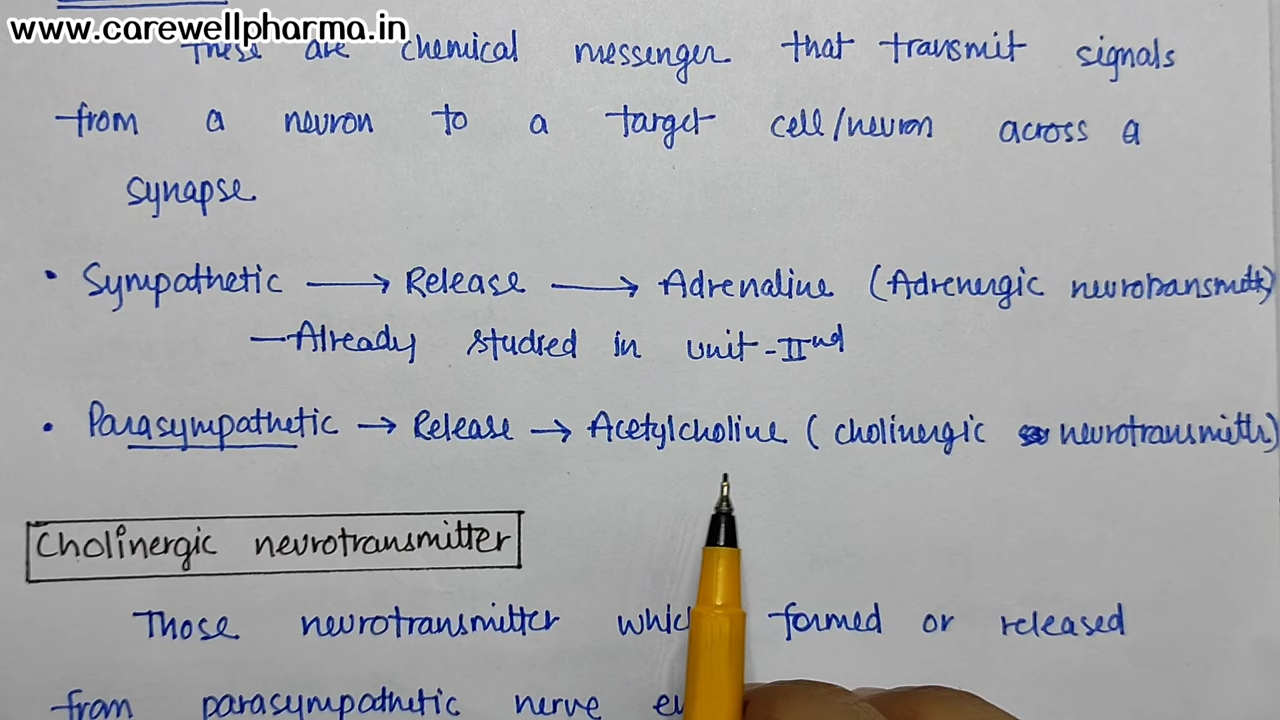 www.carewellpharma.in
These are chemical messenger that transmit signals
from a neuron to a target cell/neuron across a
synapse
• Sympathetic → Release → Adrenaline (Adrenergic
— Already studied in unit-IInd
• Parasympathetic → Release → Acetylcholine (cholinergic neurotransmitter)
Cholinergic neurotransmitter
Those neurotransmitter formed or released
from parasympathetic nerve